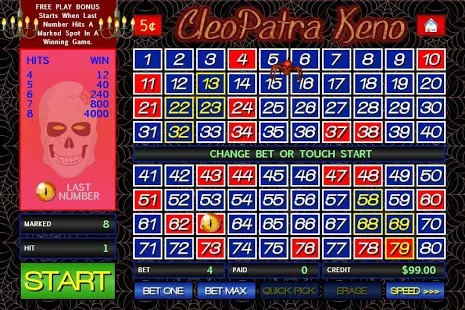 FREE PLAY BONUS
Starts When Last
Number Hits A
Marked Spot In A
Winning Game.
5¢
CleoPatra Keno
HITS WIN
4 12
5 40
6 240
7 800
8 4000
LAST
NUMBER
MARKED 8
HIT 1
START
1 2 3 4 5 6 7 8 9 10
11 12 13 14 15 16 17 18 19 20
21 22 23 24 25 26 27 28 29 30
31 32 33 34 35 36 37 38 39 40
CHANGE BET OR TOUCH START
41 42 43 44 45 46 47 48 49 50
51 52 53 54 55 56 57 58 59 60
61 62 64 65 66 67 68 69 70
71 72 73 74 75 76 77 78 79 80
BET 4 PAID 0 CREDIT $99.00
BET ONE BET MAX QUICK PICK ERASE SPEED >>>